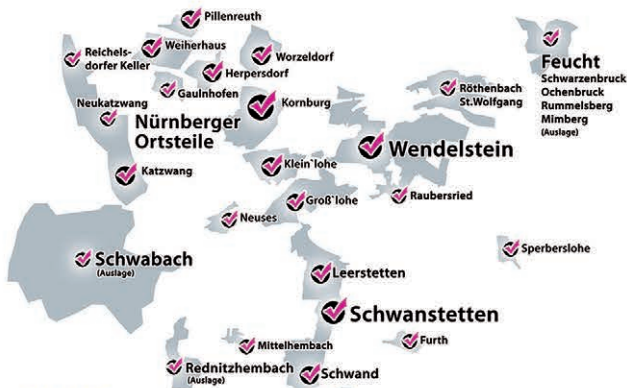 Pillenreuth
Reichels-
dorfer Keller
Weiherhaus
Worzeldorf
Herpersdorf
Gaulnhofen
Neukatzwang
Kornburg
Nürnberger
Ortsteile
Katzwang
Klein`lohe
Groß`lohe
Neuses
Feucht
Schwarzenbruck
Ochenbruck
Rummelsberg
Mimberg
(Auslage)
Röthenbach
St.Wolfgang
Wendelstein
Raubersried
Sperberslohe
Schwabach
(Auslage)
Leerstetten
Schwanstetten
Furth
Mittelhembach
Rednitzhembach
(Auslage)
Schwand